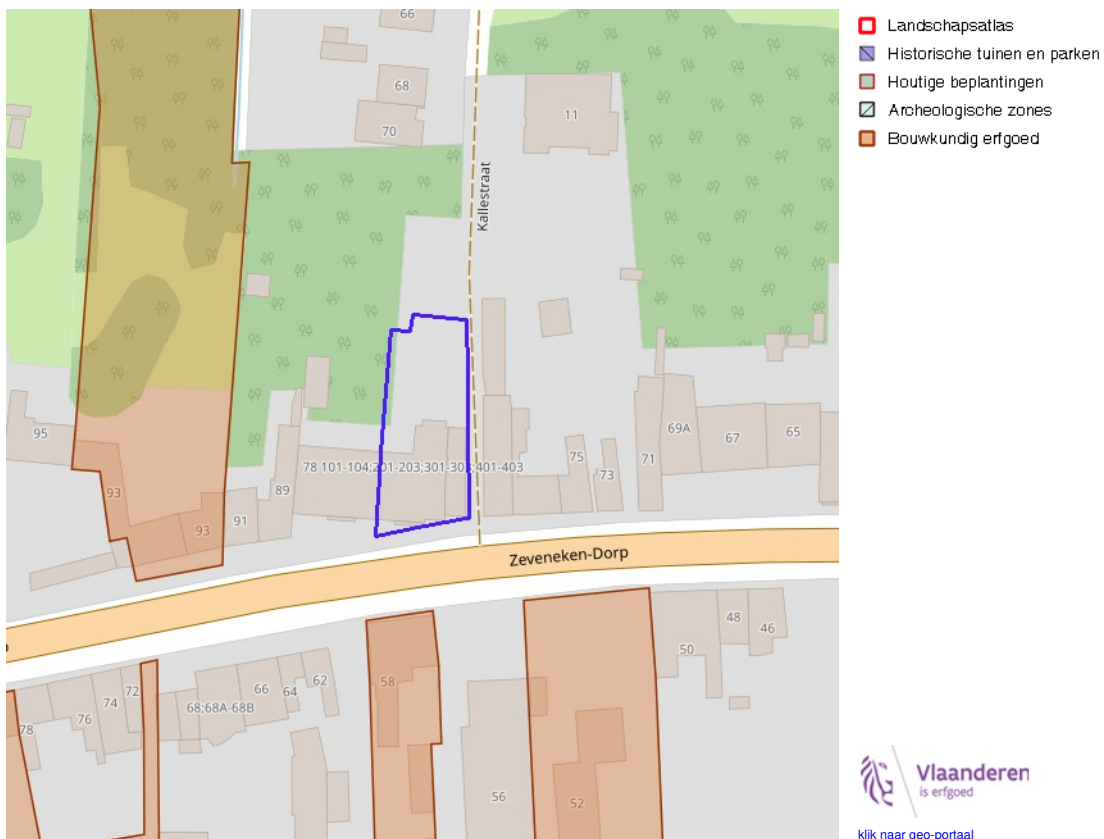 66
68
70
11
Kallestraat
95
93
93
91
89
78 101-104;201-203;301-303;401-403
75
73
71
69A
67
65
Zeveneken-Dorp
78
76
74
72
68;68A-68B
66
64
62
58
56
52
50
48
46
Landschapsatlas
Historische tuinen en parken
Houtige beplantingen
Archeologische zones
Bouwkundig erfgoed
Vlaanderen
is erfgoed
klik naar geo-portaal